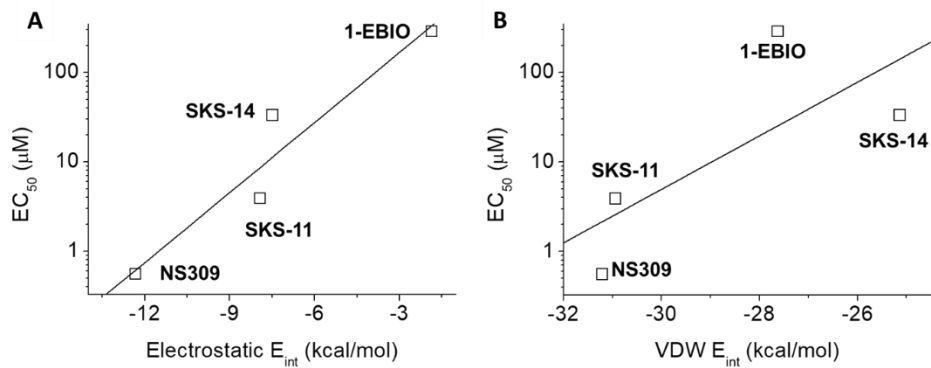 A
1-EBIO
100
SKS-14
10
SKS-11
1
NS309
EC50 (μM)
-12
-9
-6
-3
Electrostatic Eint (kcal/mol)
B
1-EBIO
100
SKS-14
SKS-11
10
1
NS309
EC50 (μM)
-32
-30
-28
-26
VDW Eint (kcal/mol)